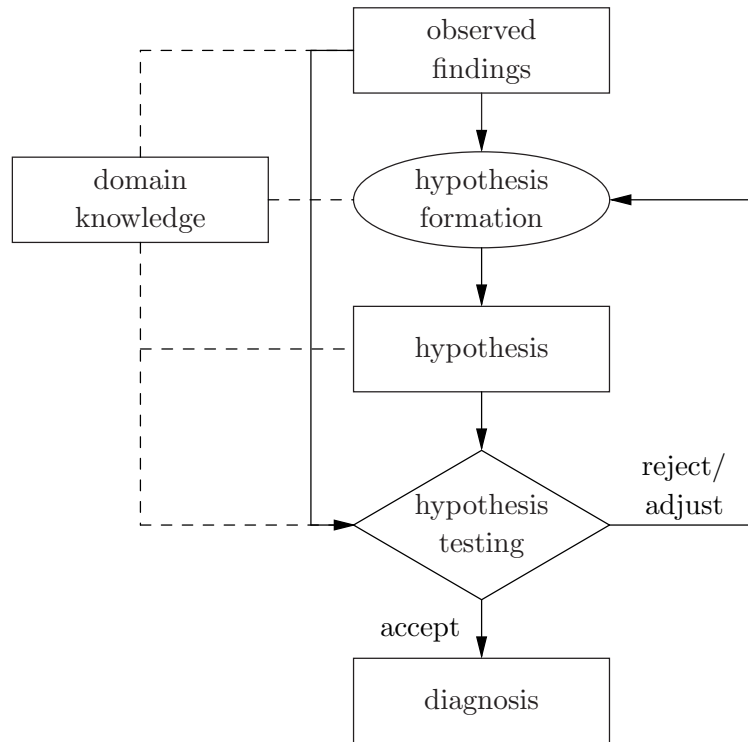 observed
findings
domain
knowledge
hypothesis
formation
hypothesis
reject/
adjust
hypothesis
testing
accept
diagnosis